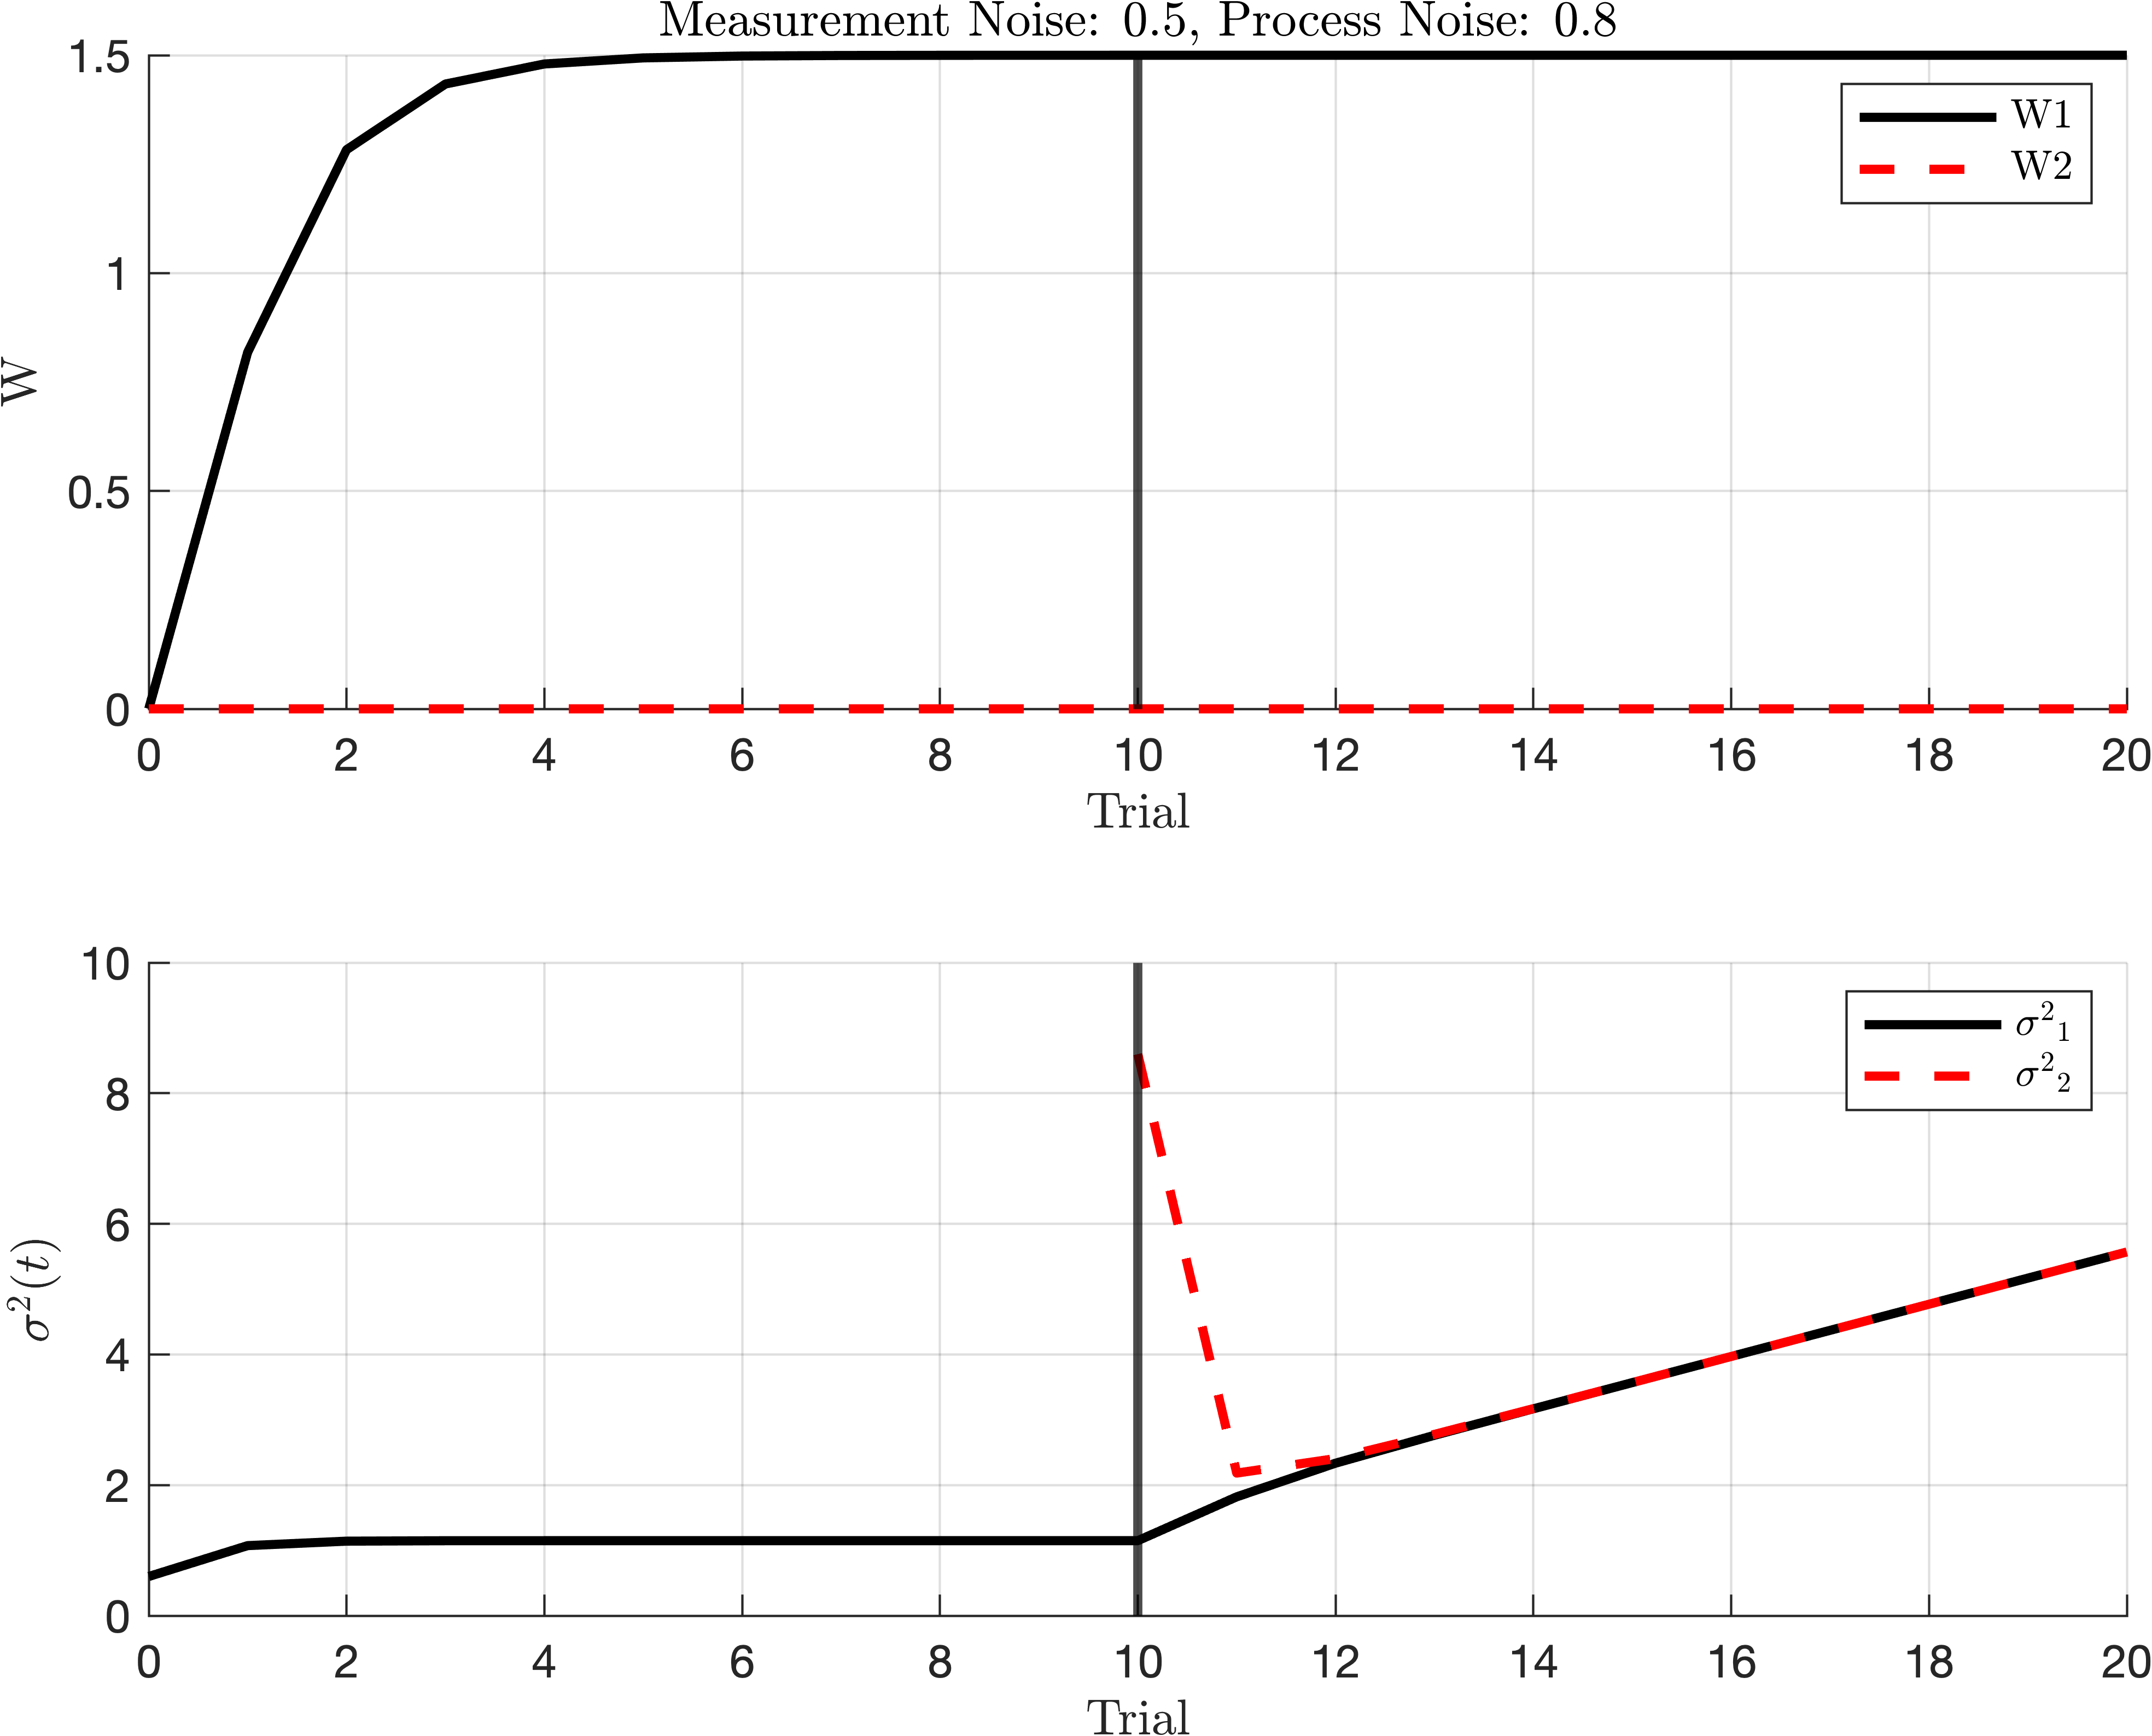 Measurement Noise: 0.5, Process Noise: 0.8
1.5
1
0.5
0
W
W1
W2
0 2 4 6 8 10 12 14 16 18 20
Trial
10
8
6
4
2
0
σ²(t)
σ²₁
σ²₂
0 2 4 6 8 10 12 14 16 18 20
Trial